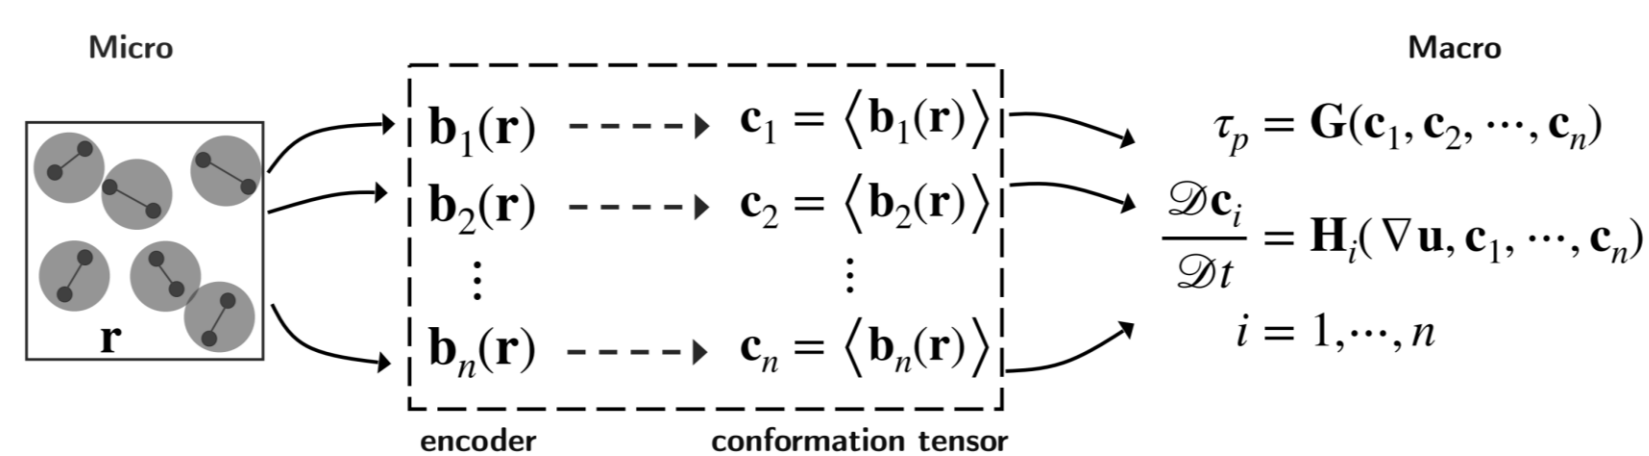 Micro
Macro
r
b₁(r) c₁ = ⟨b₁(r)⟩
b₂(r) c₂ = ⟨b₂(r)⟩
⋮ ⋮
bₙ(r) cₙ = ⟨bₙ(r)⟩
encoder conformation tensor
τₚ = G(c₁, c₂, ⋯, cₙ)
𝒟cᵢ/𝒟t = Hᵢ(∇u, c₁, ⋯, cₙ)
i = 1,⋯, n